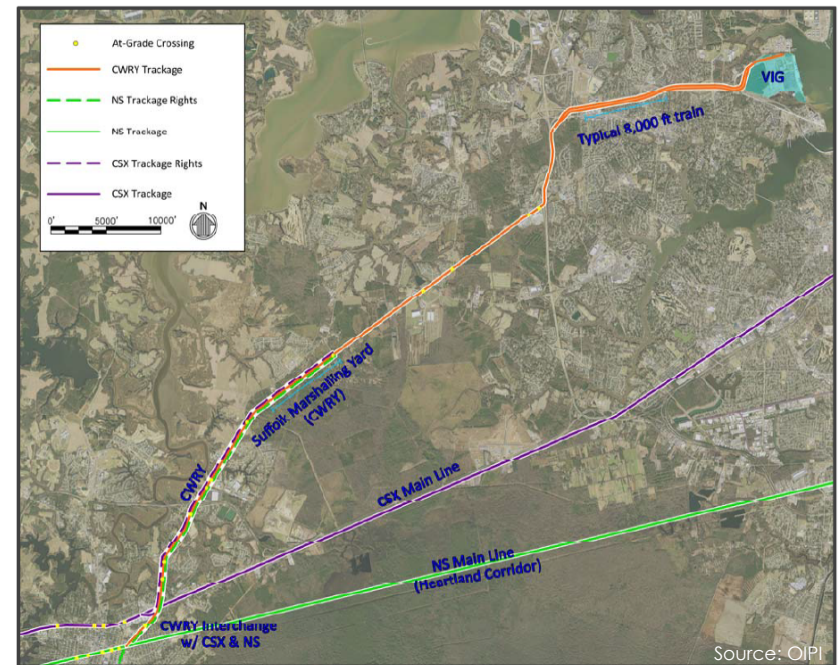 At-Grade Crossing
CWRY Trackage
NS Trackage Rights
NS Trackage
CSX Trackage Rights
CSX Trackage
N
0' 5000' 10000'
VIG
Typical 8,000 ft train
Suffolk Marshalling Yard
(CWRY)
CWRY
CSX Main Line
NS Main Line
(Heartland Corridor)
CWRY Interchange
w/ CSX & NS
Source: OIPI